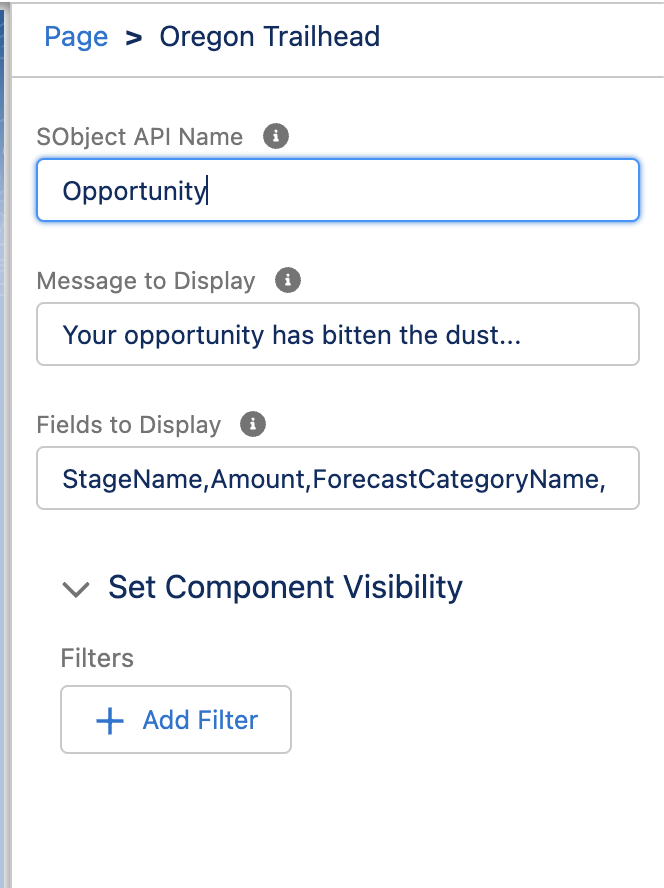 Page > Oregon Trailhead
SObject API Name
Opportunity
Message to Display
Your opportunity has bitten the dust...
Fields to Display
StageName,Amount,ForecastCategoryName,
Set Component Visibility
Filters
+ Add Filter